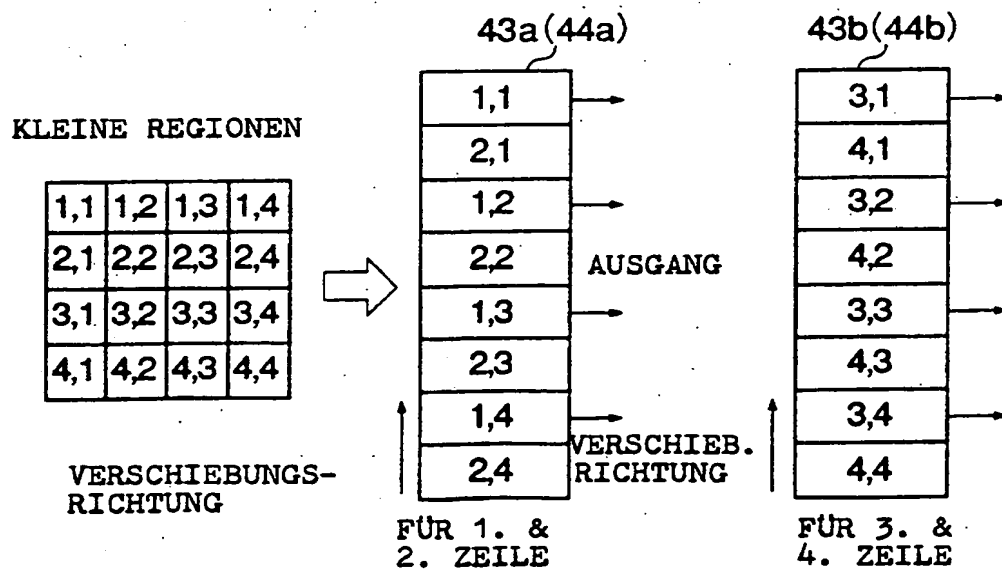 43a(44a)
43b(44b)
KLEINE REGIONEN
1,1 1,2 1,3 1,4
2,1 2,2 2,3 2,4
3,1 3,2 3,3 3,4
4,1 4,2 4,3 4,4
VERSCHIEBUNGS-
RICHTUNG
1,1
2,1
1,2
2,2
1,3
2,3
1,4
2,4
FÜR 1. &
2. ZEILE
AUSGANG
VERSCHIEB.
RICHTUNG
3,1
4,1
3,2
4,2
3,3
4,3
3,4
4,4
FÜR 3. &
4. ZEILE